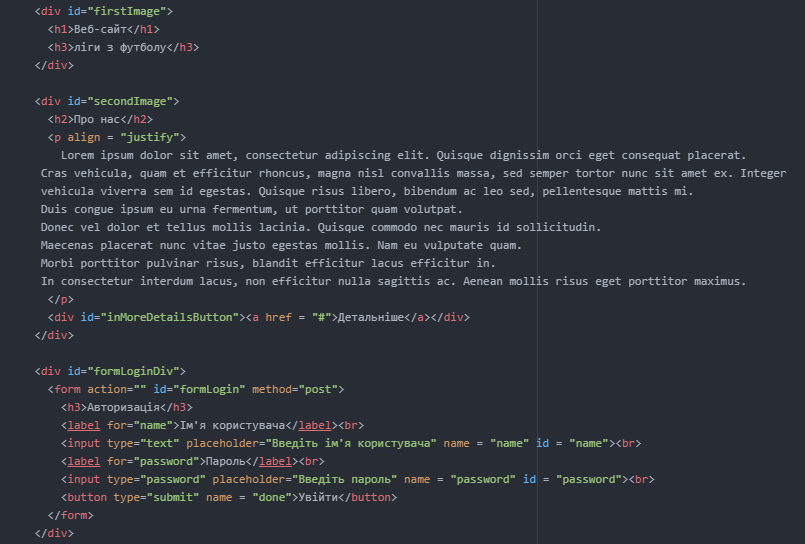 <div id="firstImage">
<h1>Веб-сайт</h1>
<h3>ліги з футболу</h3>
</div>
<div id="secondImage">
<h2>Про нас</h2>
<p align = "justify">
Lorem ipsum dolor sit amet, consectetur adipiscing elit. Quisque dignissim orci eget consequat placerat.
Cras vehicula, quam et efficitur rhoncus, magna nisl convallis massa, sed semper tortor nunc sit amet ex. Integer
vehicula viverra sem id egestas. Quisque risus libero, bibendum ac leo sed, pellentesque mattis mi.
Duis congue ipsum eu urna fermentum, ut porttitor quam volutpat.
Donec vel dolor et tellus mollis lacinia. Quisque commodo nec mauris id sollicitudin.
Maecenas placerat nunc vitae justo egestas mollis. Nam eu vulputate quam.
Morbi porttitor pulvinar risus, blandit efficitur lacus efficitur in.
In consectetur interdum lacus, non efficitur nulla sagittis ac. Aenean mollis risus eget porttitor maximus.
</p>
<div id="inMoreDetailsButton"><a href = "#">Детальніше</a></div>
</div>
<div id="formLoginDiv">
<form action="" id="formLogin" method="post">
<h3>Авторизація</h3>
<label for="name">Ім'я користувача</label><br>
<input type="text" placeholder="Введіть ім'я користувача" name = "name" id = "name"><br>
<label for="password">Пароль</label><br>
<input type="password" placeholder="Введіть пароль" name = "password" id = "password"><br>
<button type="submit" name = "done">Увійти</button>
</form>
</div>